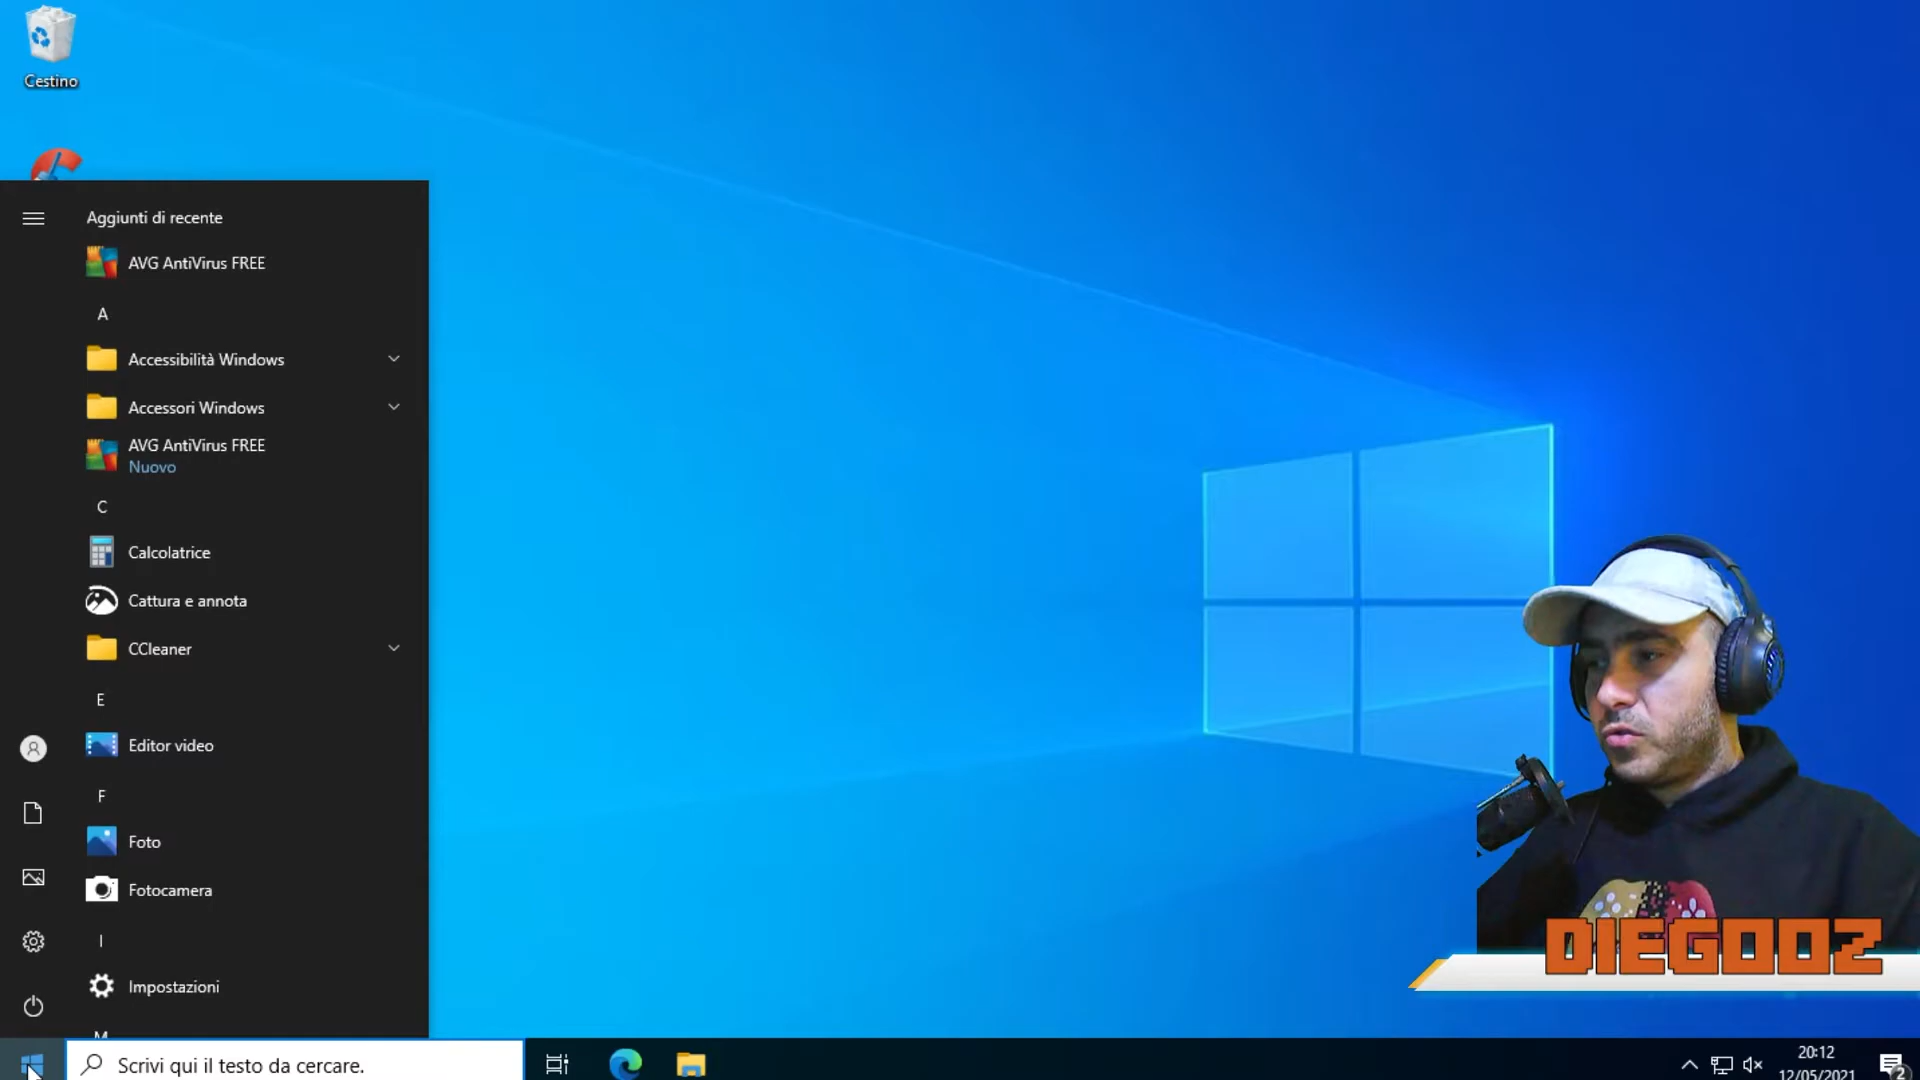 Cestino
Aggiunti di recente
AVG AntiVirus FREE
A
Accessibilità Windows
Accessori Windows
AVG AntiVirus FREE
Nuovo
C
Calcolatrice
Cattura e annota
CCleaner
E
Editor video
F
Foto
Fotocamera
I
Impostazioni
M
Scrivi qui il testo da cercare.
DIEGOOZ
20:12
12/05/2021
2